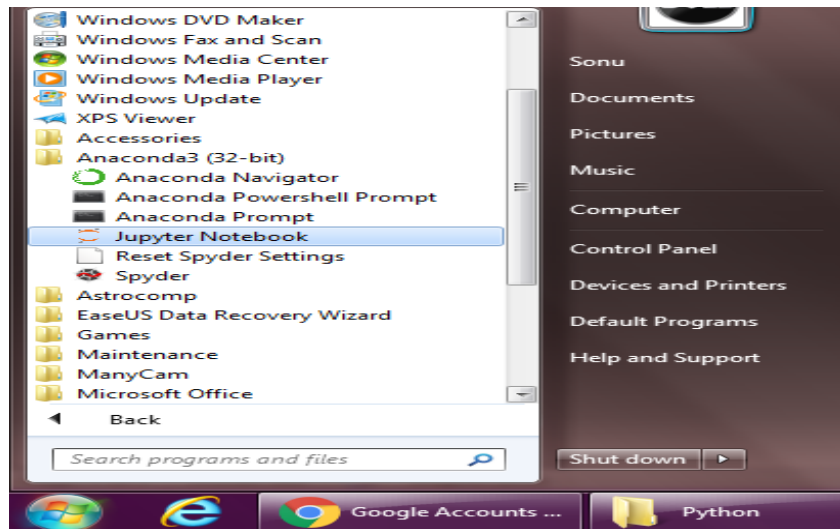 Windows DVD Maker
Windows Fax and Scan
Windows Media Center
Windows Media Player
Windows Update
XPS Viewer
Accessories
Anaconda3 (32-bit)
Anaconda Navigator
Anaconda Powershell Prompt
Anaconda Prompt
Jupyter Notebook
Reset Spyder Settings
Spyder
Astrocomp
EaseUS Data Recovery Wizard
Games
Maintenance
ManyCam
Microsoft Office
Back
Search programs and files
Sonu
Documents
Pictures
Music
Computer
Control Panel
Devices and Printers
Default Programs
Help and Support
Shut down
Google Accounts ...
Python